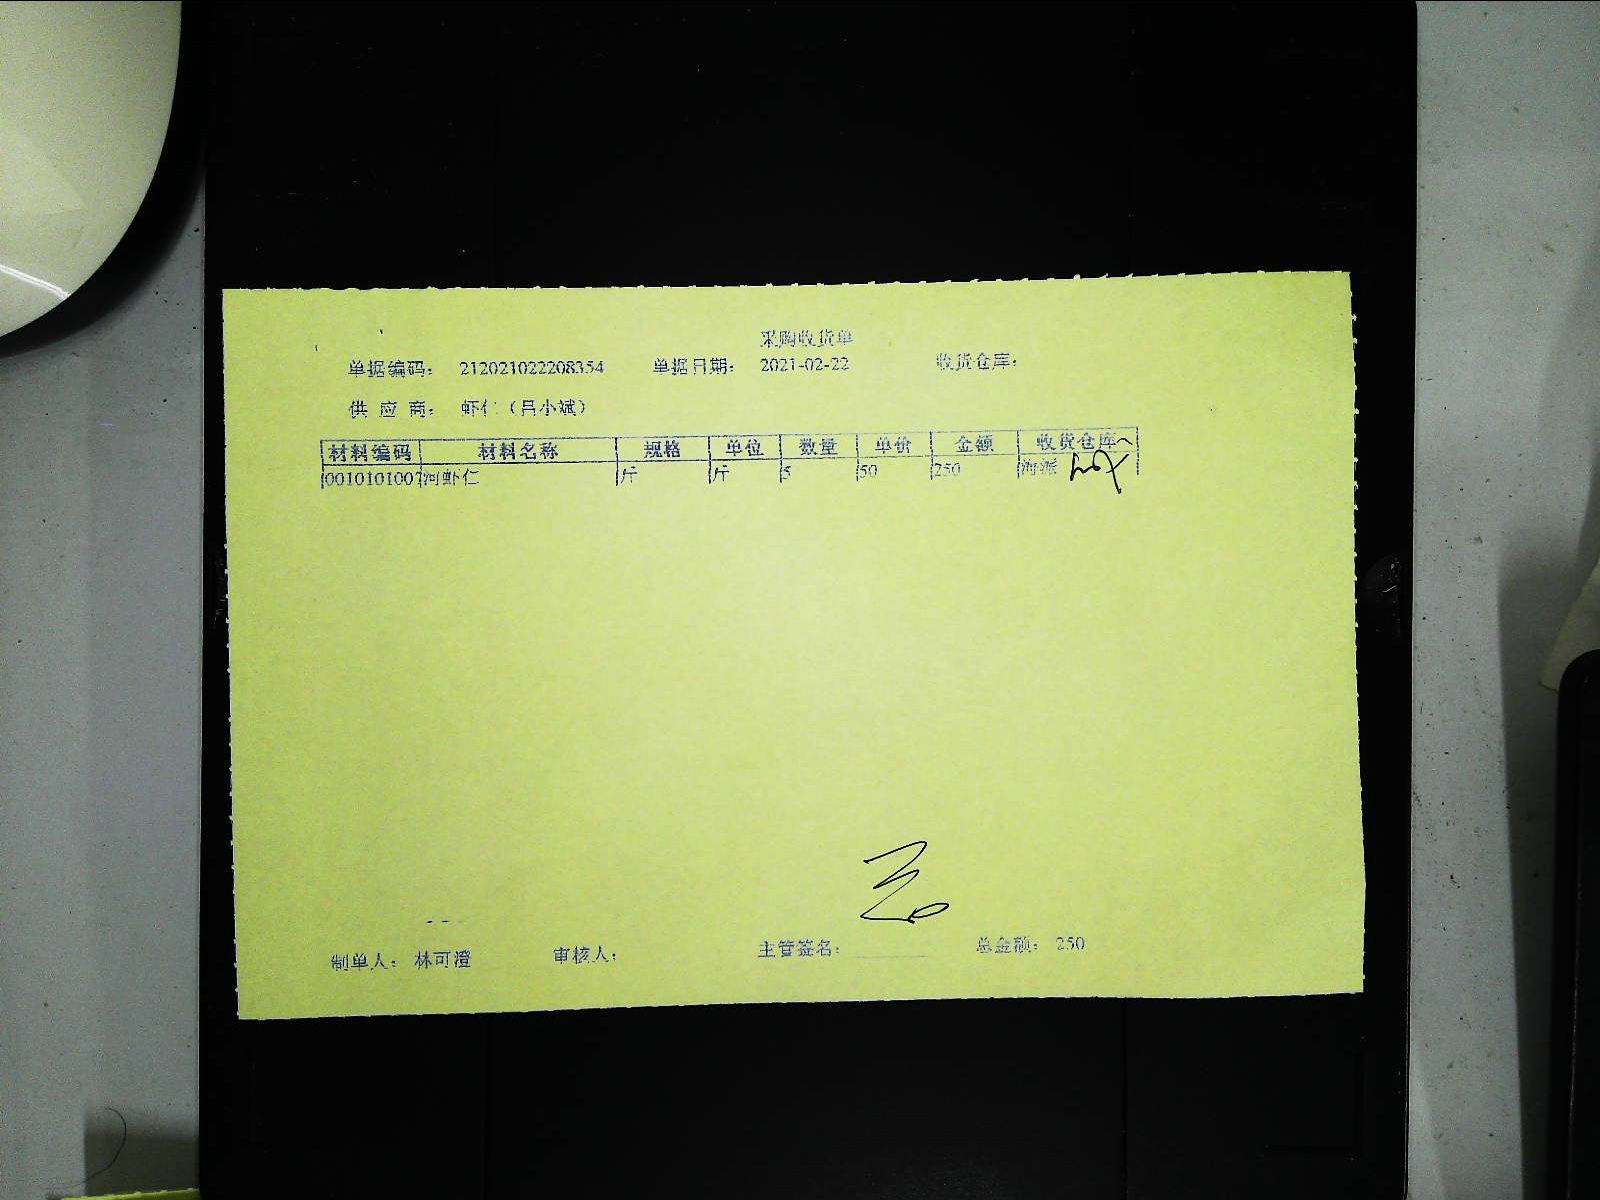 采购收货单
单据编码： 212021022208354 单据日期： 2021-02-22 收货仓库：
供 应 商： 虾仁（吕小斌）
材料编码 材料名称 规格 单位 数量 单价 金额 收货仓库
0010101007 河虾仁 斤 斤 5 50 250 海派
制单人： 林可澄 审核人： 主管签名： 总金额： 250